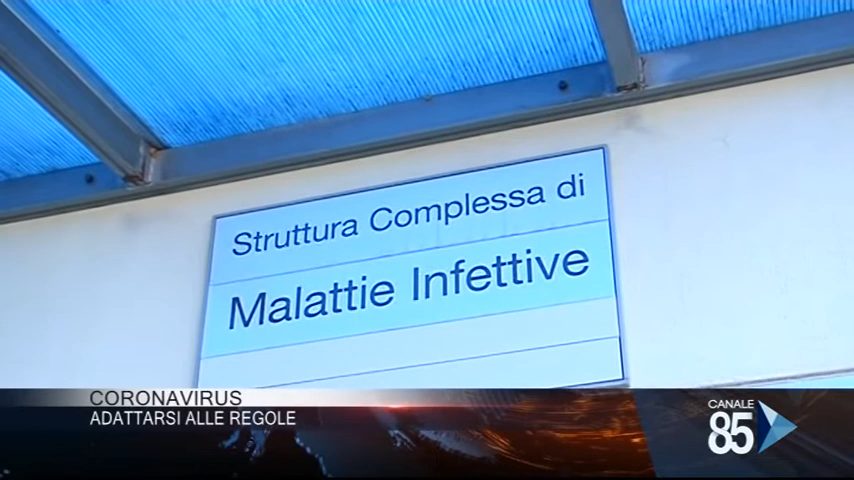 Struttura Complessa di
Malattie Infettive
CORONAVIRUS
ADATTARSI ALLE REGOLE
CANALE
85